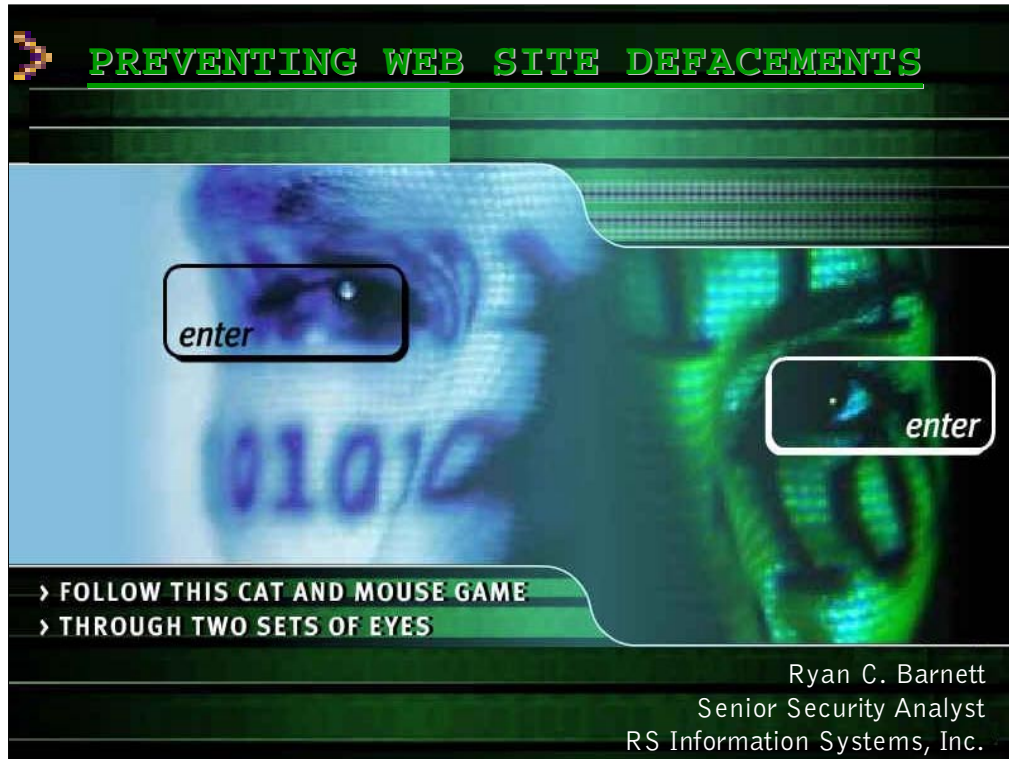 PREVENTING WEB SITE DEFACEMENTS
enter
enter
0101
> FOLLOW THIS CAT AND MOUSE GAME
> THROUGH TWO SETS OF EYES
Ryan C. Barnett
Senior Security Analyst
RS Information Systems, Inc.